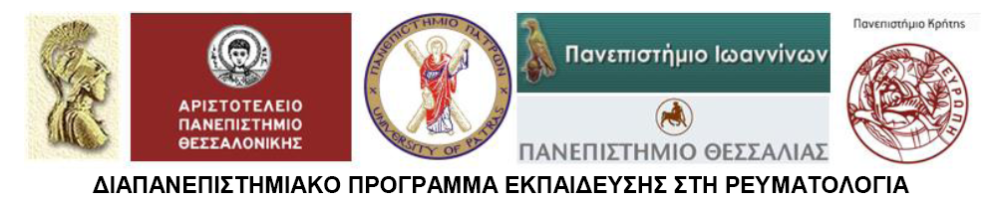 ΑΡΙΣΤΟΤΕΛΕΙΟ
ΠΑΝΕΠΙΣΤΗΜΙΟ
ΘΕΣΣΑΛΟΝΙΚΗΣ
ΠΑΝΕΠΙΣΤΗΜΙΟ ΠΑΤΡΩΝ
UNIVERSITY OF PATRAS
Πανεπιστήμιο Ιωαννίνων
ΠΑΝΕΠΙΣΤΗΜΙΟ ΘΕΣΣΑΛΙΑΣ
Πανεπιστήμιο Κρήτης
ΕΥΡΩΠΗ
ΔΙΑΠΑΝΕΠΙΣΤΗΜΙΑΚΟ ΠΡΟΓΡΑΜΜΑ ΕΚΠΑΙΔΕΥΣΗΣ ΣΤΗ ΡΕΥΜΑΤΟΛΟΓΙΑ